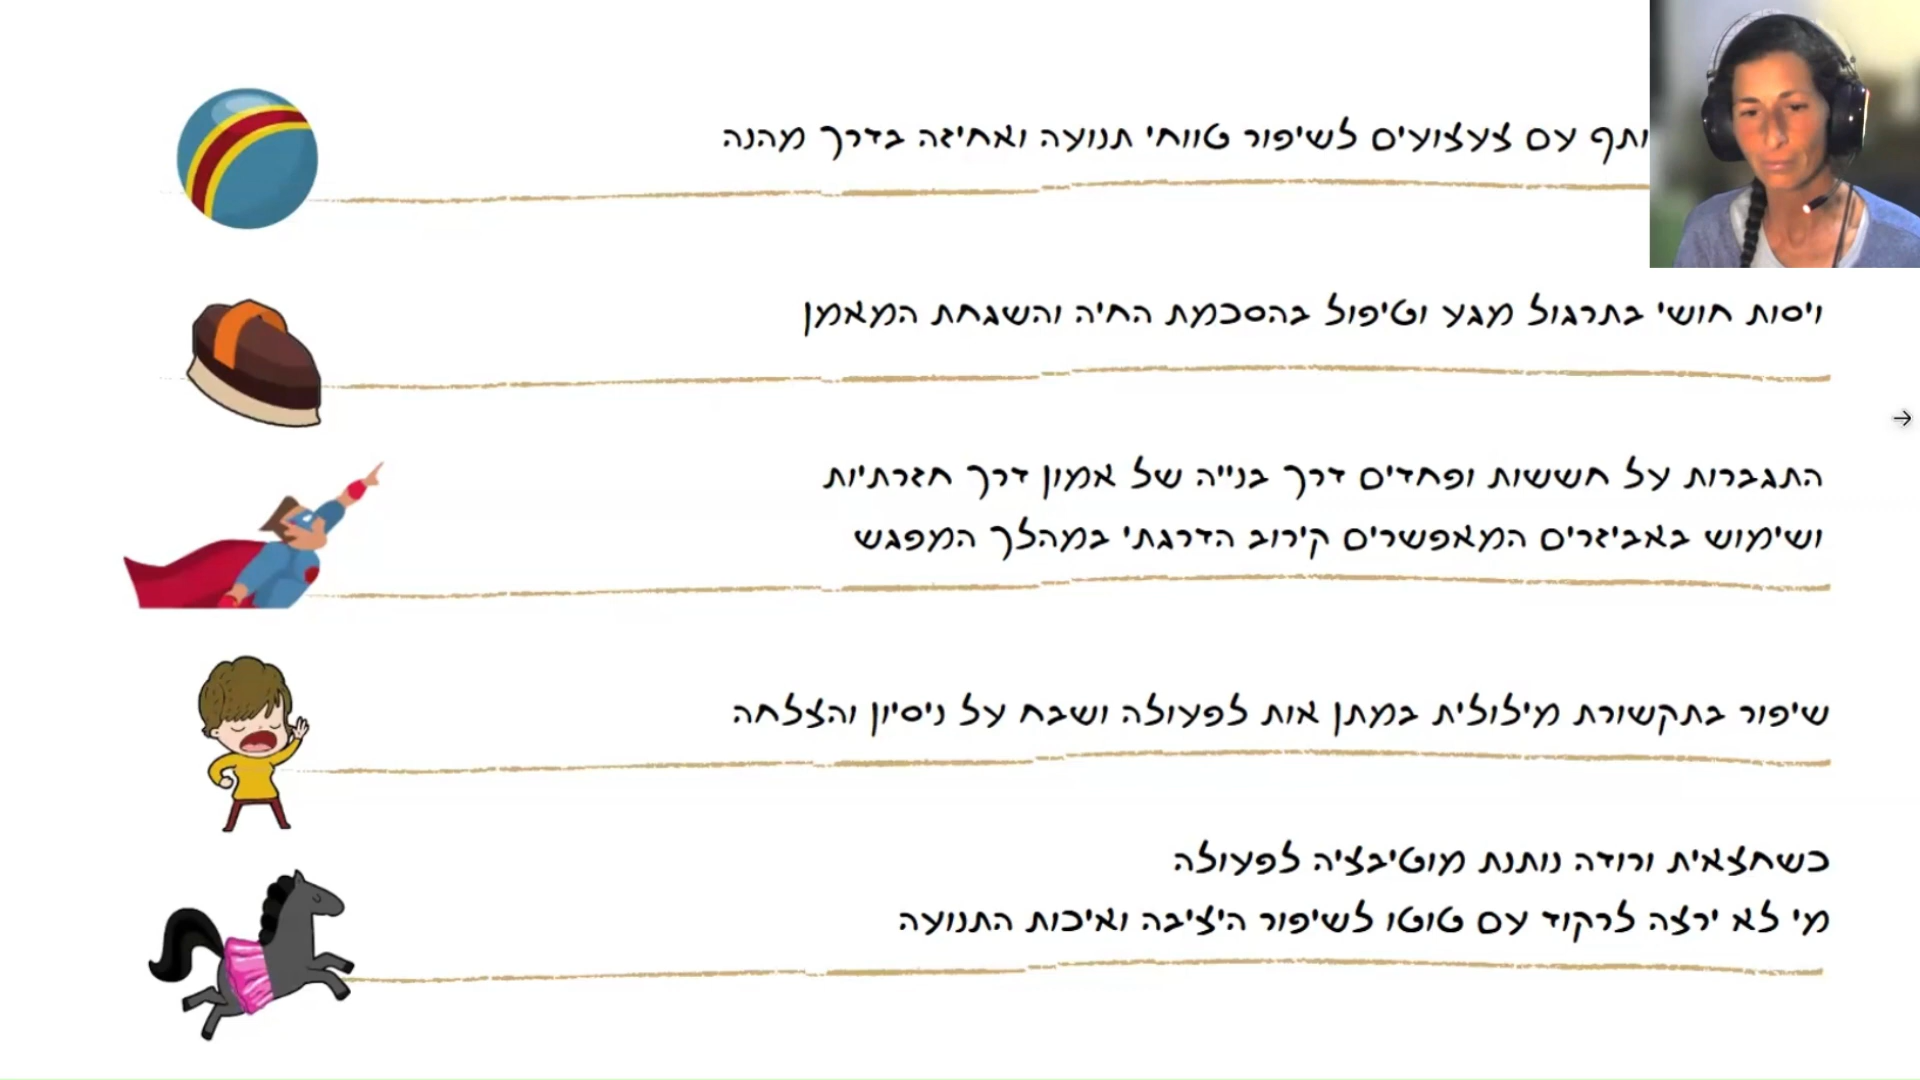 עם צעצועים לשיפור טווחי תנועה ואחיזה בדרך מהנה
ויסות חושי בתרגול מגע וטיפול בהסכמת החיה והשגחת המאמן
התגברות על חששות ופחדים דרך בנייה של אמון דרך חזרתיות
ושימוש באביזרים המאפשרים קירוב הדרגתי במהלך המפגש
שיפור בתקשורת מילולית במתן אות לפעולה ושבח על ניסיון והצלחה
כשחצאית ורודה נותנת מוטיבציה לפעולה
מי לא ירצה לרקוד עם טוטו לשיפור היציבה ואיכות התנועה